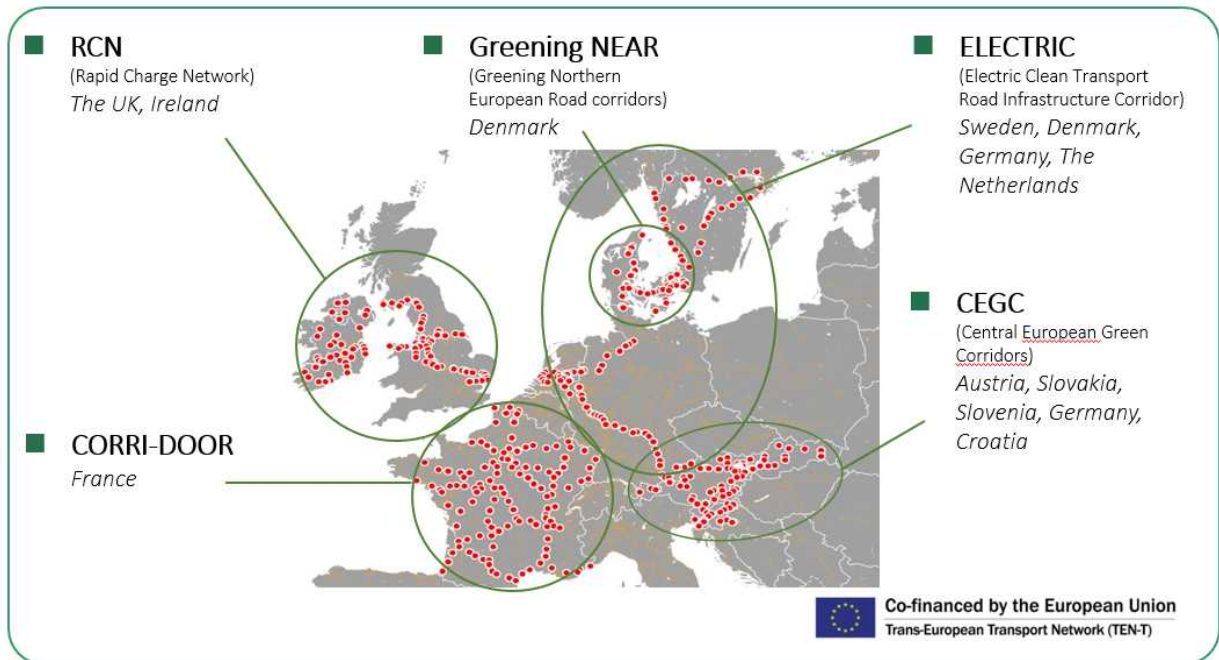 RCN
(Rapid Charge Network)
The UK, Ireland
Greening NEAR
(Greening Northern
European Road corridors)
Denmark
ELECTRIC
(Electric Clean Transport
Road Infrastructure Corridor)
Sweden, Denmark,
Germany, The
Netherlands
CEGC
(Central European Green
Corridors)
Austria, Slovakia,
Slovenia, Germany,
Croatia
CORRI-DOOR
France
Co-financed by the European Union
Trans-European Transport Network (TEN-T)